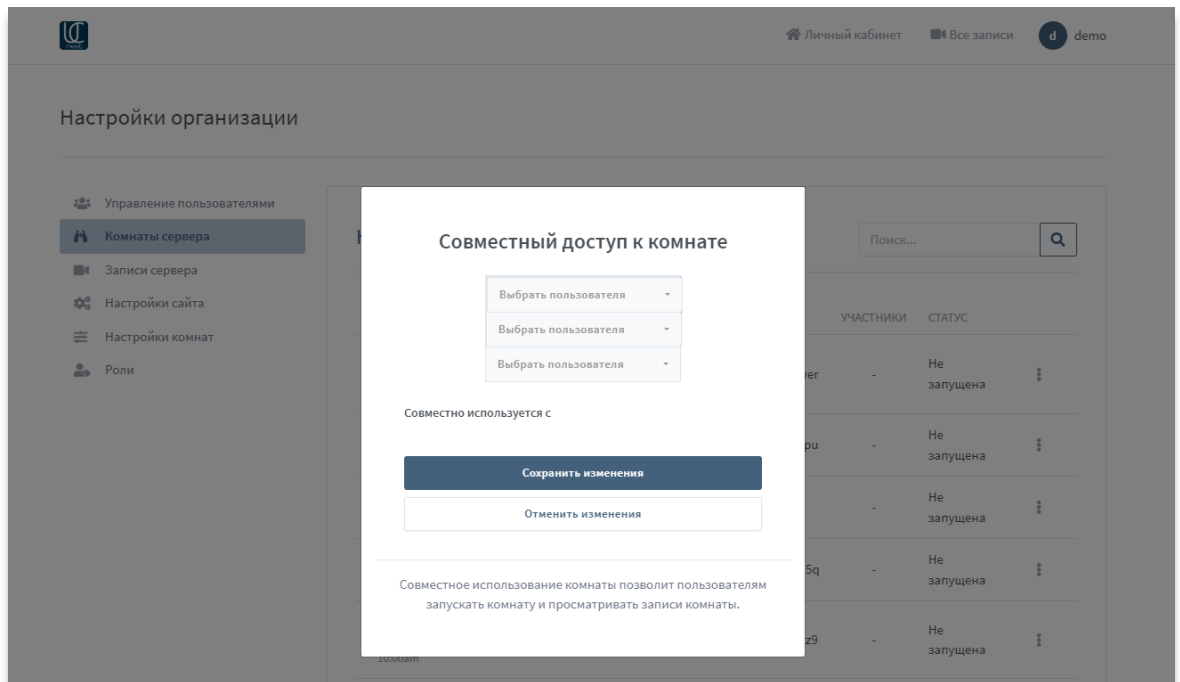 Личный кабинет
Все записи
d
demo
Настройки организации
Управление пользователями
Комнаты сервера
Записи сервера
Настройки сайта
Настройки комнат
Роли
Поиск...
УЧАСТНИКИ
СТАТУС
Не
запущена
-
Не
запущена
-
Не
запущена
-
5q
-
Не
запущена
z9
-
Не
запущена
10:00am
Совместный доступ к комнате
Выбрать пользователя
Выбрать пользователя
Выбрать пользователя
Совместно используется с
Сохранить изменения
Отменить изменения
Совместное использование комнаты позволит пользователям
запускать комнату и просматривать записи комнаты.